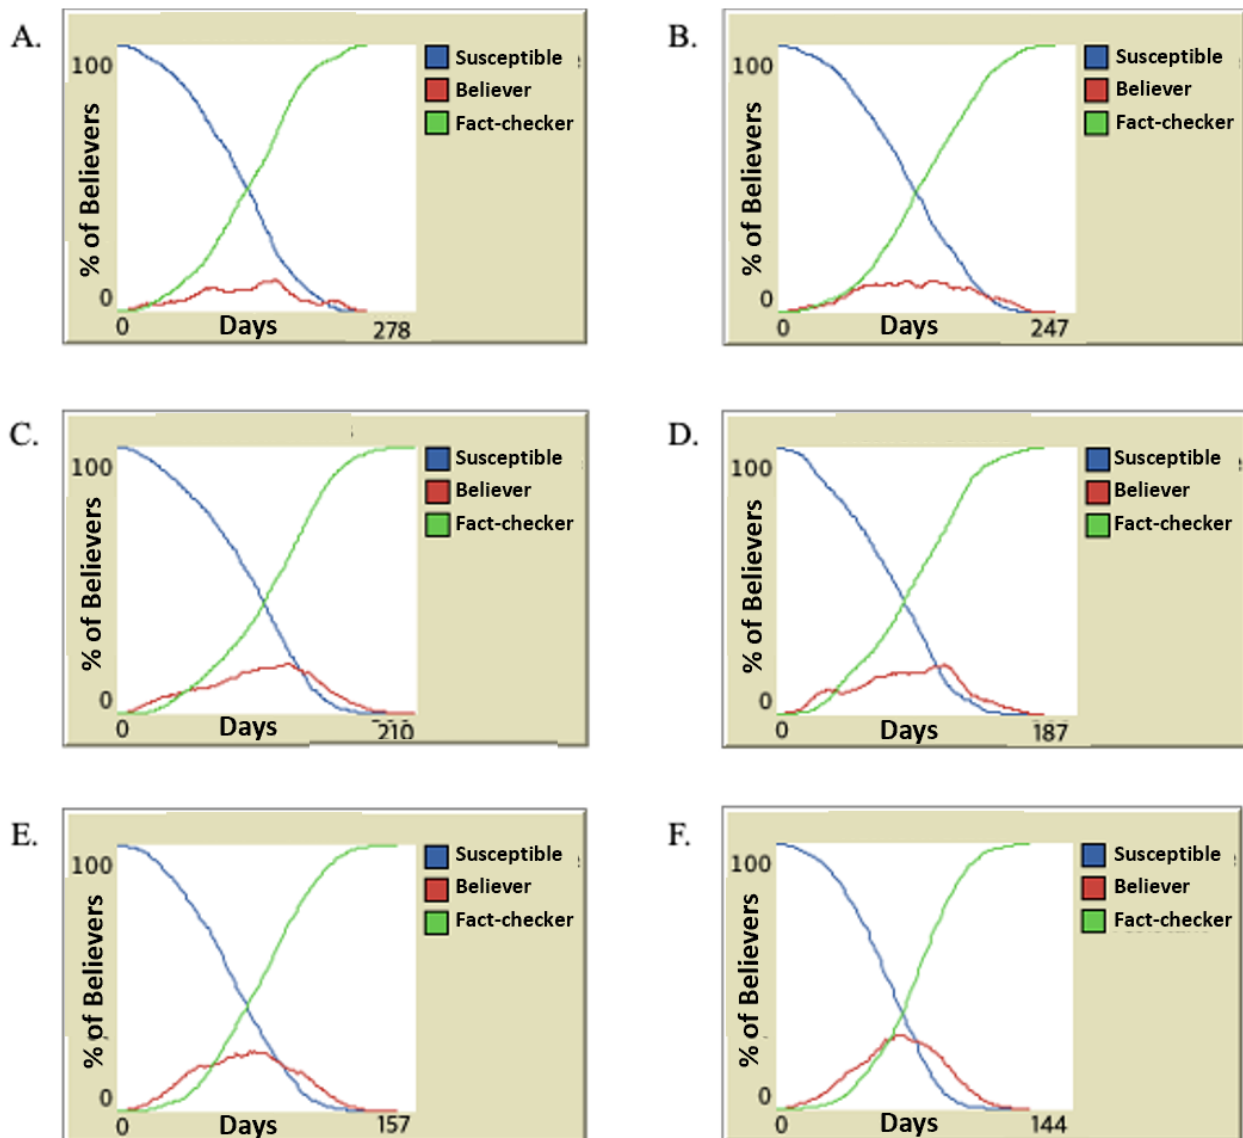 A.
Susceptible
Believer
Fact-checker
100
% of Believers
0
0 Days 278
B.
Susceptible
Believer
Fact-checker
100
% of Believers
0
0 Days 247
C.
Susceptible
Believer
Fact-checker
100
% of Believers
0
0 Days 210
D.
Susceptible
Believer
Fact-checker
100
% of Believers
0
0 Days 187
E.
Susceptible
Believer
Fact-checker
100
% of Believers
0
0 Days 157
F.
Susceptible
Believer
Fact-checker
100
% of Believers
0
0 Days 144